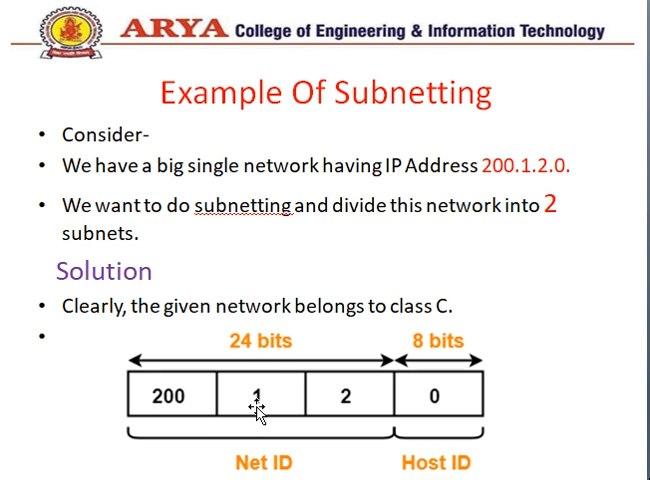 ARYA College of Engineering & Information Technology
Example Of Subnetting
• Consider-
• We have a big single network having IP Address 200.1.2.0.
• We want to do subnetting and divide this network into 2
subnets.
Solution
• Clearly, the given network belongs to class C.
•
24 bits 8 bits
200 1 2 0
Net ID Host ID